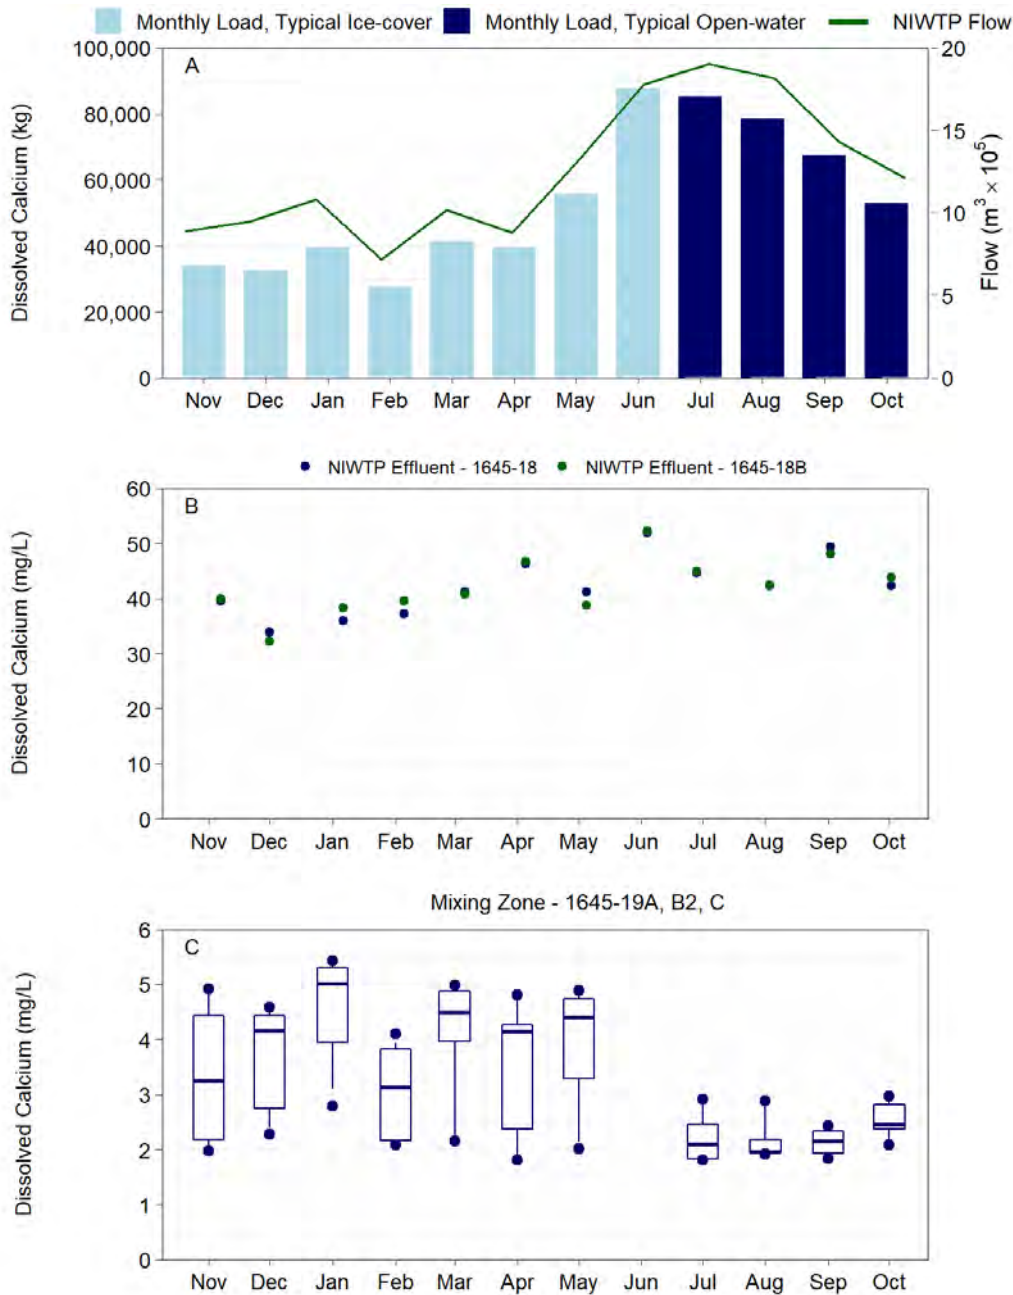 Monthly Load, Typical Ice-cover Monthly Load, Typical Open-water NIWTP Flow
A
Dissolved Calcium (kg)
100,000
80,000
60,000
40,000
20,000
0
20
15
10
5
0
Flow (m³ × 10⁵)
Nov Dec Jan Feb Mar Apr May Jun Jul Aug Sep Oct
NIWTP Effluent - 1645-18 NIWTP Effluent - 1645-18B
B
Dissolved Calcium (mg/L)
60
50
40
30
20
10
0
Nov Dec Jan Feb Mar Apr May Jun Jul Aug Sep Oct
Mixing Zone - 1645-19A, B2, C
C
Dissolved Calcium (mg/L)
6
5
4
3
2
1
0
Nov Dec Jan Feb Mar Apr May Jun Jul Aug Sep Oct